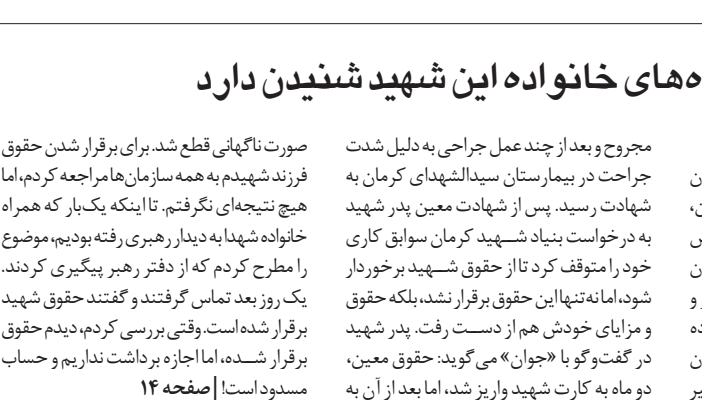 خانواده این شهید شنیدن دارد
مجروح و بعد از چند عمل جراحی به دلیل شدت
جراحت در بیمارستان سیدالشهدای کرمان به
شهادت رسید. پس از شهادت معین پدر شهید
به درخواست بنیاد شهید کرمان سوابق کاری
خود را متوقف کرد تا از حقوق شهید برخوردار
شود، اما نه‌تنها این حقوق برقرار نشد، بلکه حقوق
و مزایای خودش هم از دست رفت. پدر شهید
در گفت‌وگو با «جوان» می‌گوید: حقوق معین،
دو ماه به کارت شهید واریز شد، اما بعد از آن به
صورت ناگهانی قطع شد. برای برقرار شدن حقوق
فرزند شهیدم به همه سازمان‌ها مراجعه کردم، اما
هیچ نتیجه‌ای نگرفتم. تا اینکه یک‌بار که همراه
خانواده شهدا به دیدار رهبری رفته بودیم، موضوع
را مطرح کردم که از دفتر رهبر پیگیری کردند.
یک روز بعد تماس گرفتند و گفتند حقوق شهید
برقرار شده است. وقتی بررسی کردم، دیدم حقوق
برقرار شده، اما اجازه برداشت نداریم و حساب
مسدود است! | صفحه ۱۴